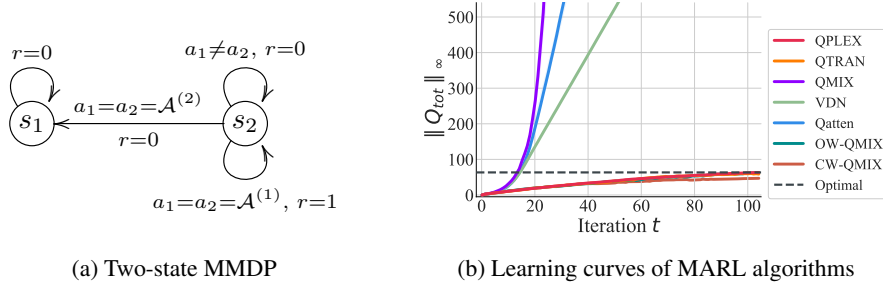 r=0
a₁≠a₂, r=0
a₁=a₂=𝒜⁽²⁾
s₁
s₂
r=0
a₁=a₂=𝒜⁽¹⁾, r=1
(a) Two-state MMDP
‖ Q_tot ‖_∞
500
400
300
200
100
0
0 20 40 60 80 100
Iteration t
QPLEX
QTRAN
QMIX
VDN
Qatten
OW-QMIX
CW-QMIX
Optimal
(b) Learning curves of MARL algorithms